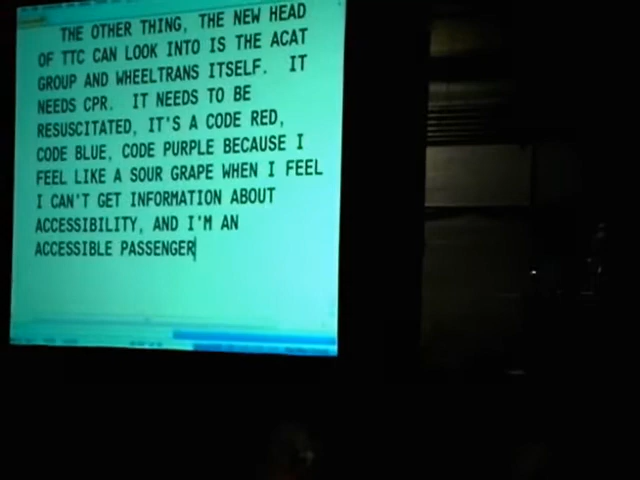 THE OTHER THING, THE NEW HEAD
OF TTC CAN LOOK INTO IS THE ACAT
GROUP AND WHEELTRANS ITSELF.  IT
NEEDS CPR.  IT NEEDS TO BE
RESUSCITATED, IT'S A CODE RED,
CODE BLUE, CODE PURPLE BECAUSE I
FEEL LIKE A SOUR GRAPE WHEN I FEEL
I CAN'T GET INFORMATION ABOUT
ACCESSIBILITY, AND I'M AN
ACCESSIBLE PASSENGER